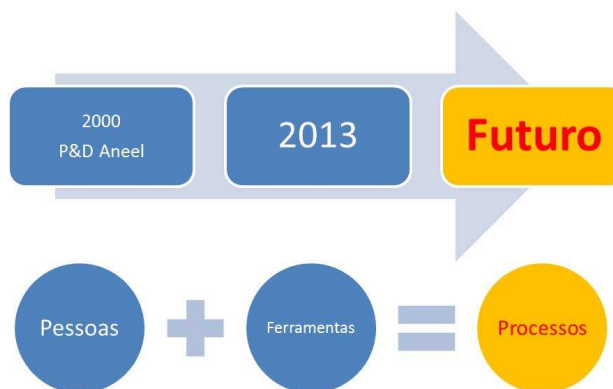 2000
P&D Aneel
2013
Futuro
Pessoas
Ferramentas
Processos